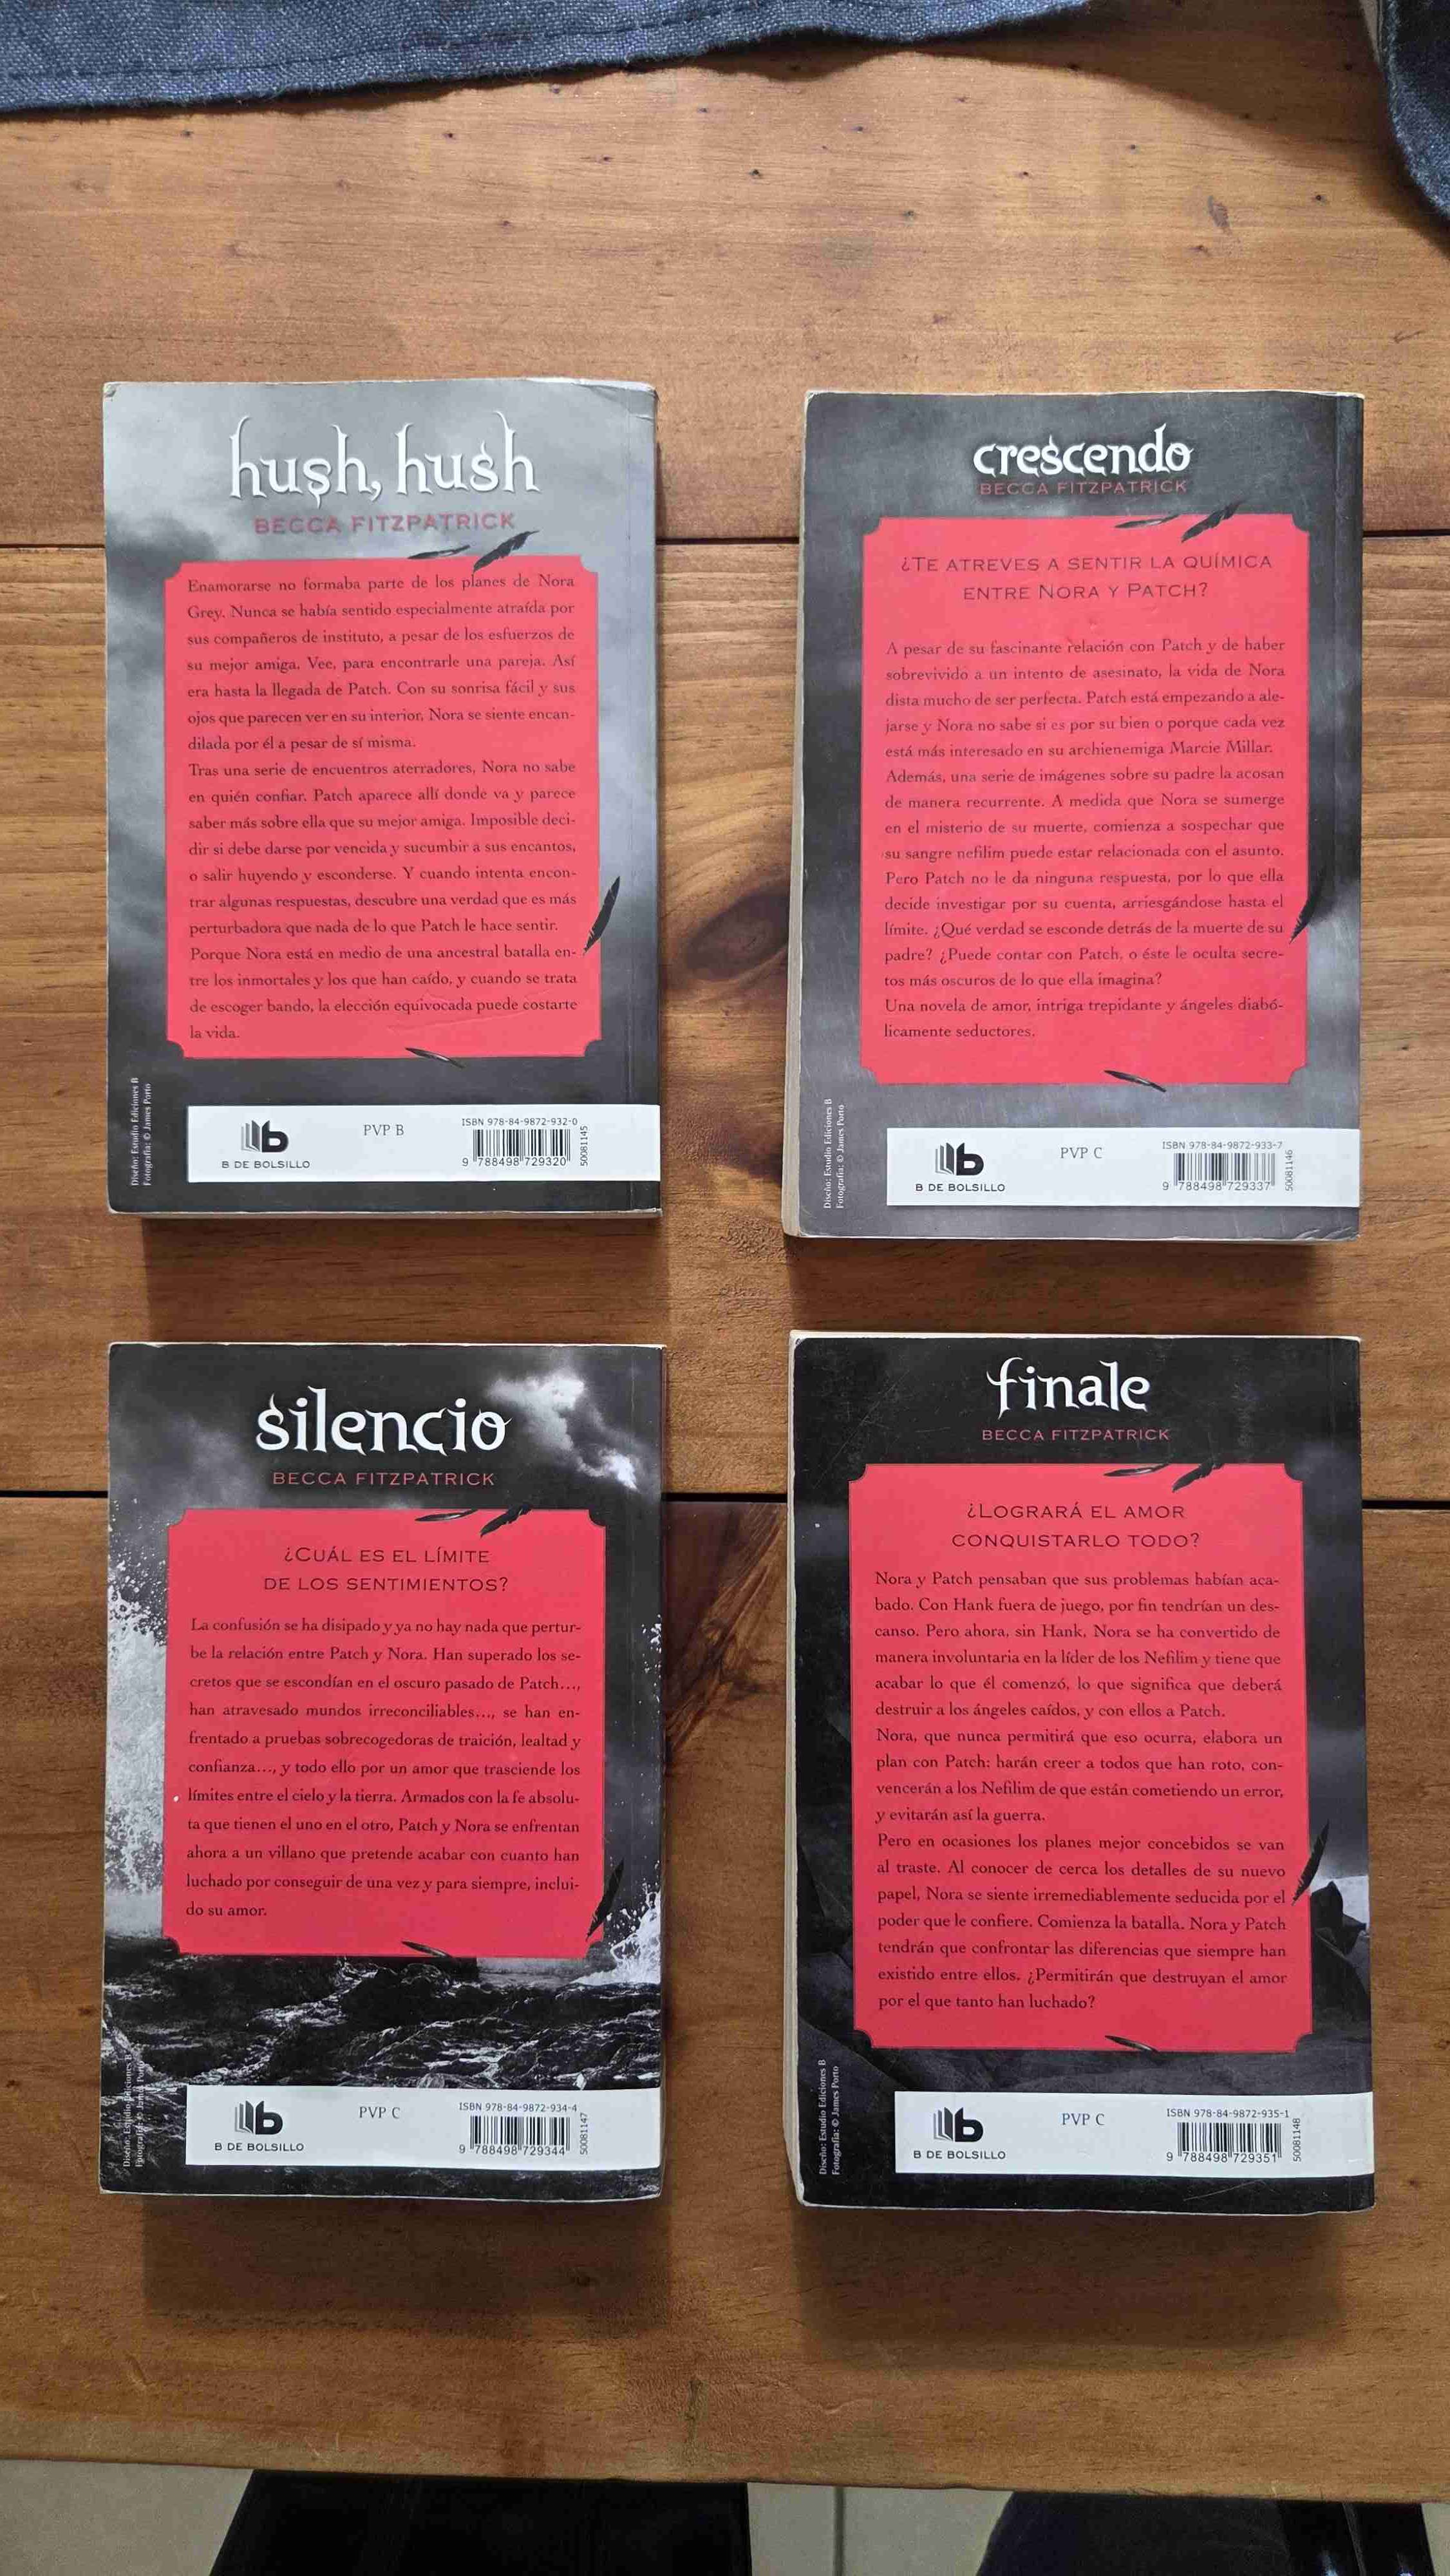 hush, hush
BECCA FITZPATRICK
Enamorarse no formaba parte de los planes de Nora
Grey. Nunca se había sentido especialmente atraída por
sus compañeros de instituto, a pesar de los esfuerzos de
su mejor amiga, Vee, para encontrarle una pareja. Así
era hasta la llegada de Patch. Con su sonrisa fácil y sus
ojos que parecen ver en su interior, Nora se siente encan-
dilada por él a pesar de sí misma.
Tras una serie de encuentros aterradores, Nora no sabe
en quién confiar. Patch aparece allí donde va y parece
saber más sobre ella que su mejor amiga. Imposible deci-
dir si debe darse por vencida y sucumbir a sus encantos,
o salir huyendo y esconderse. Y cuando intenta encon-
trar algunas respuestas, descubre una verdad que es más
perturbadora que nada de lo que Patch le hace sentir.
Porque Nora está en medio de una ancestral batalla en-
tre los inmortales y los que han caído, y cuando se trata
de escoger bando, la elección equivocada puede costarte
la vida.
Diseño: Estudio Ediciones B
Fotografía: © James Porto
B DE BOLSILLO
PVP B
ISBN 978-84-9872-932-0
9 788498 729320
50081145
crescendo
BECCA FITZPATRICK
¿TE ATREVES A SENTIR LA QUÍMICA
ENTRE NORA Y PATCH?
A pesar de su fascinante relación con Patch y de haber
sobrevivido a un intento de asesinato, la vida de Nora
dista mucho de ser perfecta. Patch está empezando a ale-
jarse y Nora no sabe si es por su bien o porque cada vez
está más interesado en su archienemiga Marcie Millar.
Además, una serie de imágenes sobre su padre la acosan
de manera recurrente. A medida que Nora se sumerge
en el misterio de su muerte, comienza a sospechar que
su sangre nefilim puede estar relacionada con el asunto.
Pero Patch no le da ninguna respuesta, por lo que ella
decide investigar por su cuenta, arriesgándose hasta el
límite. ¿Qué verdad se esconde detrás de la muerte de su
padre? ¿Puede contar con Patch, o éste le oculta secre-
tos más oscuros de lo que ella imagina?
Una novela de amor, intriga trepidante y ángeles diabó-
licamente seductores.
Diseño: Estudio Ediciones B
Fotografía: © James Porto
B DE BOLSILLO
PVP C
ISBN 978-84-9872-933-7
9 788498 729337
50081146
silencio
BECCA FITZPATRICK
¿CUÁL ES EL LÍMITE
DE LOS SENTIMIENTOS?
La confusión se ha disipado y ya no hay nada que pertur-
be la relación entre Patch y Nora. Han superado los se-
cretos que se escondían en el oscuro pasado de Patch...,
han atravesado mundos irreconciliables..., se han en-
frentado a pruebas sobrecogedoras de traición, lealtad y
confianza..., y todo ello por un amor que trasciende los
límites entre el cielo y la tierra. Armados con la fe absolu-
ta que tienen el uno en el otro, Patch y Nora se enfrentan
ahora a un villano que pretende acabar con cuanto han
luchado por conseguir de una vez y para siempre, inclui-
do su amor.
Diseño: Estudio Ediciones B
Fotografía: © James Porto
B DE BOLSILLO
PVP C
ISBN 978-84-9872-934-4
9 788498 729344
50081147
finale
BECCA FITZPATRICK
¿LOGRARÁ EL AMOR
CONQUISTARLO TODO?
Nora y Patch pensaban que sus problemas habían aca-
bado. Con Hank fuera de juego, por fin tendrían un des-
canso. Pero ahora, sin Hank, Nora se ha convertido de
manera involuntaria en la líder de los Nefilim y tiene que
acabar lo que él comenzó, lo que significa que deberá
destruir a los ángeles caídos, y con ellos a Patch.
Nora, que nunca permitirá que eso ocurra, elabora un
plan con Patch: harán creer a todos que han roto, con-
vencerán a los Nefilim de que están cometiendo un error,
y evitarán así la guerra.
Pero en ocasiones los planes mejor concebidos se van
al traste. Al conocer de cerca los detalles de su nuevo
papel, Nora se siente irremediablemente seducida por el
poder que le confiere. Comienza la batalla. Nora y Patch
tendrán que confrontar las diferencias que siempre han
existido entre ellos. ¿Permitirán que destruyan el amor
por el que tanto han luchado?
Diseño: Estudio Ediciones B
Fotografía: © James Porto
B DE BOLSILLO
PVP C
ISBN 978-84-9872-935-1
9 788498 729351
50081148